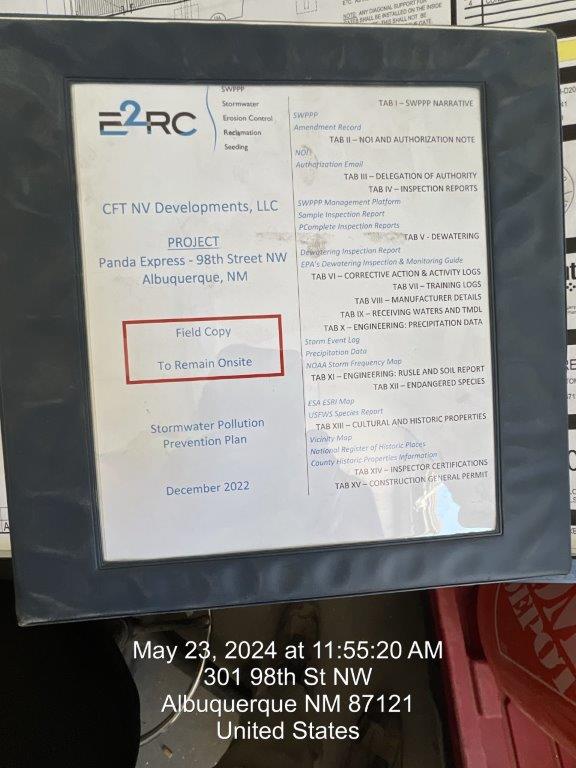 E2RC
SWPPP
Stormwater
Erosion Control
Reclamation
Seeding
CFT NV Developments, LLC
PROJECT
Panda Express - 98th Street NW
Albuquerque, NM
Field Copy
To Remain Onsite
Stormwater Pollution
Prevention Plan
December 2022
TAB I – SWPPP NARRATIVE
SWPPP
Amendment Record
TAB II – NOI AND AUTHORIZATION NOTE
NOI
Authorization Email
TAB III – DELEGATION OF AUTHORITY
TAB IV – INSPECTION REPORTS
SWPPP Management Platform
Sample Inspection Report
PComplete Inspection Reports
TAB V - DEWATERING
Dewatering Inspection Report
EPA's Dewatering Inspection & Monitoring Guide
TAB VI – CORRECTIVE ACTION & ACTIVITY LOGS
TAB VII – TRAINING LOGS
TAB VIII – MANUFACTURER DETAILS
TAB IX – RECEIVING WATERS AND TMDL
TAB X – ENGINEERING: PRECIPITATION DATA
Storm Event Log
Precipitation Data
NOAA Storm Frequency Map
TAB XI – ENGINEERING: RUSLE AND SOIL REPORT
TAB XII – ENDANGERED SPECIES
ESA ESRI Map
USFWS Species Report
TAB XIII – CULTURAL AND HISTORIC PROPERTIES
Vicinity Map
National Register of Historic Places
County Historic Properties Information
TAB XIV – INSPECTOR CERTIFICATIONS
TAB XV – CONSTRUCTION GENERAL PERMIT
May 23, 2024 at 11:55:20 AM
301 98th St NW
Albuquerque NM 87121
United States